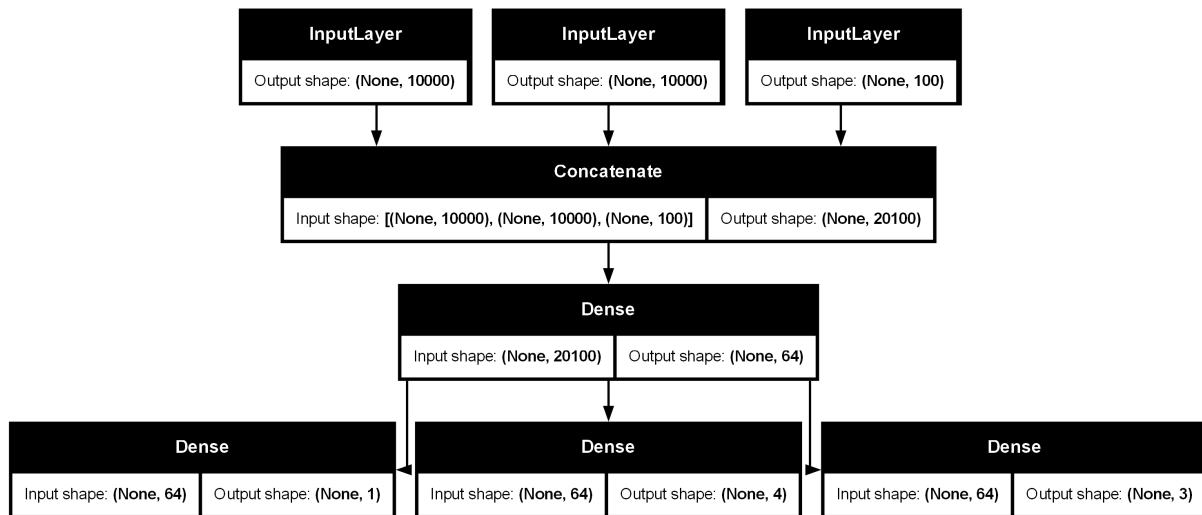 InputLayer
Output shape: (None, 10000)
InputLayer
Output shape: (None, 10000)
InputLayer
Output shape: (None, 100)
Concatenate
Input shape: [(None, 10000), (None, 10000), (None, 100)]
Output shape: (None, 20100)
Dense
Input shape: (None, 20100)
Output shape: (None, 64)
Dense
Input shape: (None, 64)
Output shape: (None, 1)
Dense
Input shape: (None, 64)
Output shape: (None, 4)
Dense
Input shape: (None, 64)
Output shape: (None, 3)